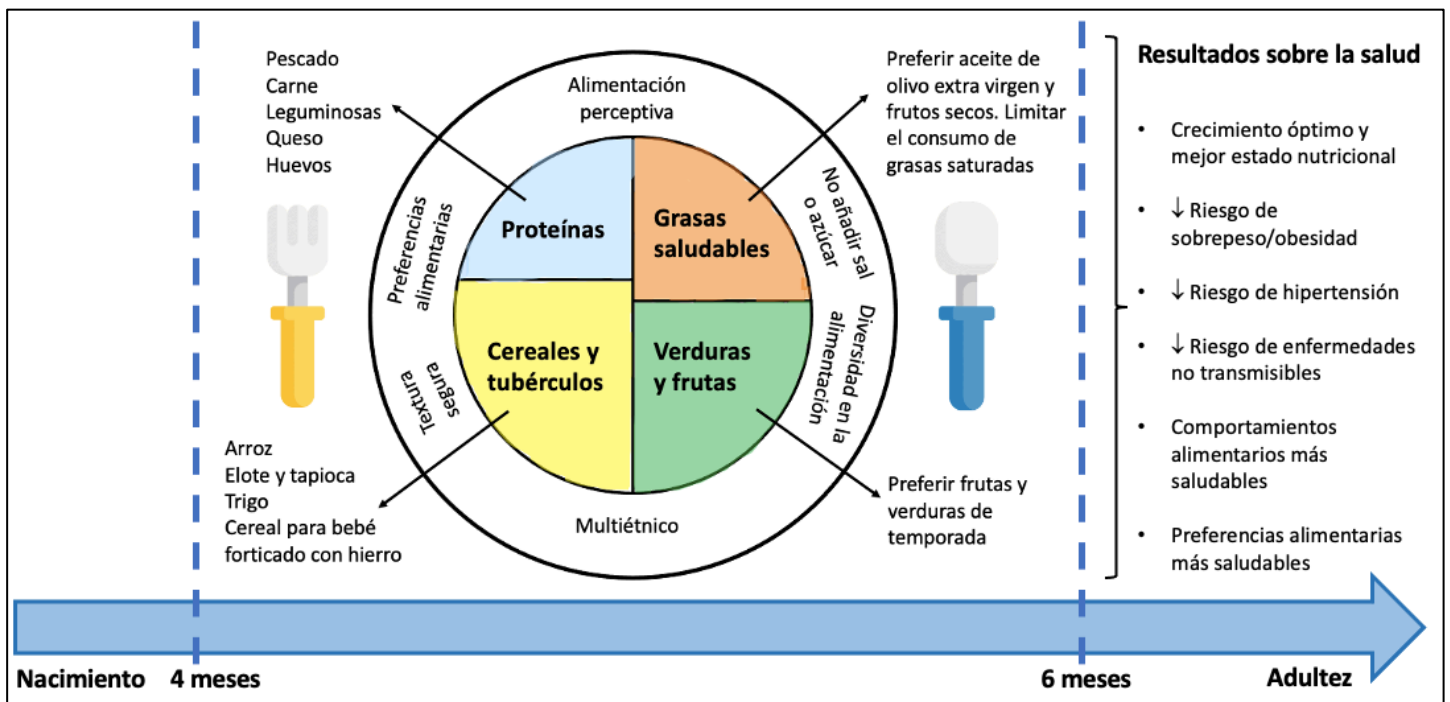 Pescado
Carne
Leguminosas
Queso
Huevos
Alimentación
perceptiva
Preferir aceite de
olivo extra virgen y
frutos secos. Limitar
el consumo de
grasas saturadas
Preferencias
alimentarias
No añadir sal
o azúcar
Proteínas
Grasas
saludables
Cereales y
tubérculos
Verduras
y frutas
Textura
segura
Diversidad en la
alimentación
Arroz
Elote y tapioca
Trigo
Cereal para bebé
forticado con hierro
Multiétnico
Preferir frutas y
verduras de
temporada
Resultados sobre la salud
• Crecimiento óptimo y
mejor estado nutricional
• ↓ Riesgo de
sobrepeso/obesidad
• ↓ Riesgo de hipertensión
• ↓ Riesgo de enfermedades
no transmisibles
• Comportamientos
alimentarios más
saludables
• Preferencias alimentarias
más saludables
Nacimiento 4 meses 6 meses Adultez